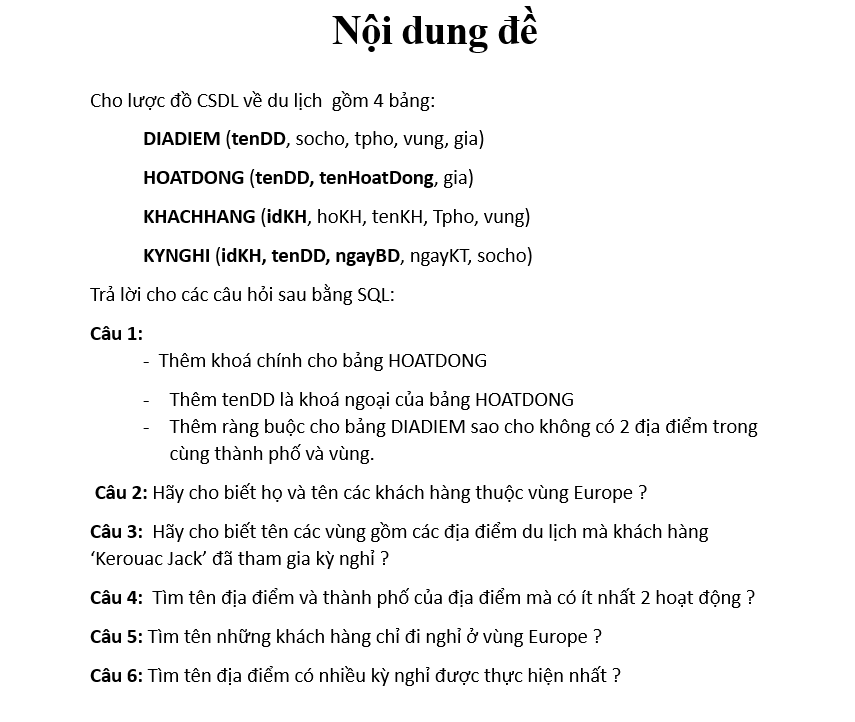 Nội dung đề
Cho lược đồ CSDL về du lịch  gồm 4 bảng:
DIADIEM (tenDD, socho, tpho, vung, gia)
HOATDONG (tenDD, tenHoatDong, gia)
KHACHHANG (idKH, hoKH, tenKH, Tpho, vung)
KYNGHI (idKH, tenDD, ngayBD, ngayKT, socho)
Trả lời cho các câu hỏi sau bằng SQL:
Câu 1:
- Thêm khoá chính cho bảng HOATDONG
- Thêm tenDD là khoá ngoại của bảng HOATDONG
- Thêm ràng buộc cho bảng DIADIEM sao cho không có 2 địa điểm trong
cùng thành phố và vùng.
Câu 2: Hãy cho biết họ và tên các khách hàng thuộc vùng Europe ?
Câu 3:  Hãy cho biết tên các vùng gồm các địa điểm du lịch mà khách hàng
‘Kerouac Jack’ đã tham gia kỳ nghỉ ?
Câu 4:  Tìm tên địa điểm và thành phố của địa điểm mà có ít nhất 2 hoạt động ?
Câu 5: Tìm tên những khách hàng chỉ đi nghỉ ở vùng Europe ?
Câu 6: Tìm tên địa điểm có nhiều kỳ nghỉ được thực hiện nhất ?